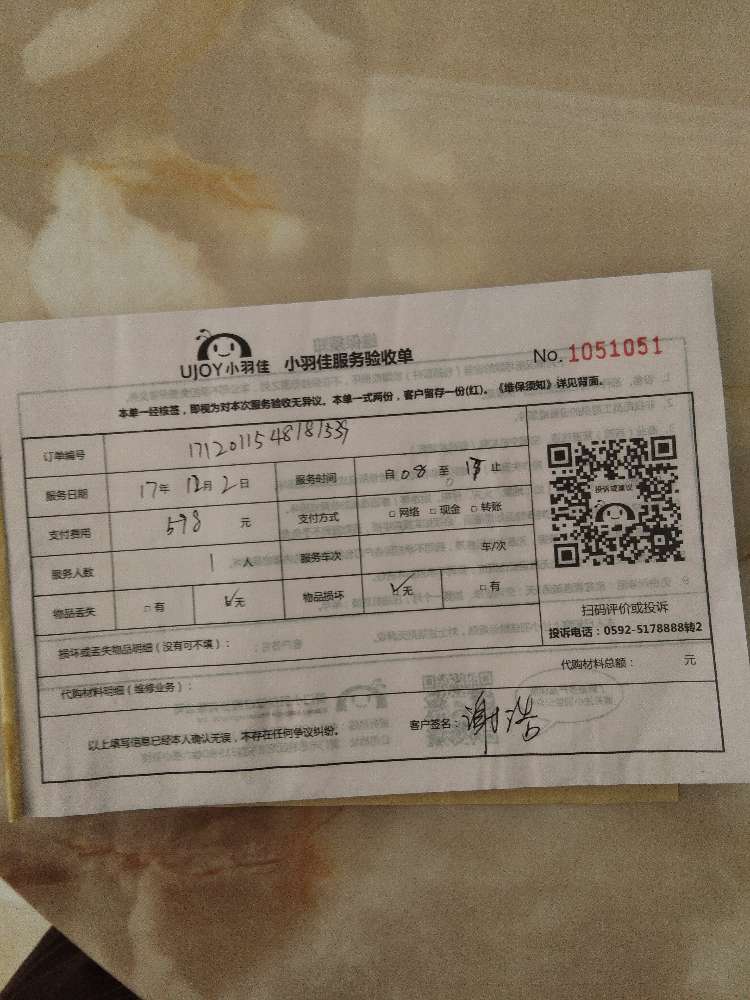 UJOY小羽佳 小羽佳服务验收单 No. 1051051
本单一经核签，即视为对本次服务验收无异议。本单一式两份，客户留存一份(红)。《维保须知》详见背面。
订单编号 1712011548181539
服务日期 17年 12月 2日 服务时间 自 08 至 止
支付费用 578 元 支付方式 □ 网络 □ 现金 □ 转账
服务人数 1 人 服务车次 车/次
物品丢失 □ 有 ☑无 物品损坏 ☑无 □ 有
投诉或建议
扫码评价或投诉
投诉电话：0592-5178888转2
损坏或丢失物品明细（没有可不填）：
代购材料明细（维修业务）： 代购材料总额： 元
以上填写信息已经本人确认无误，不存在任何争议纠纷。 客户签名：谢浩